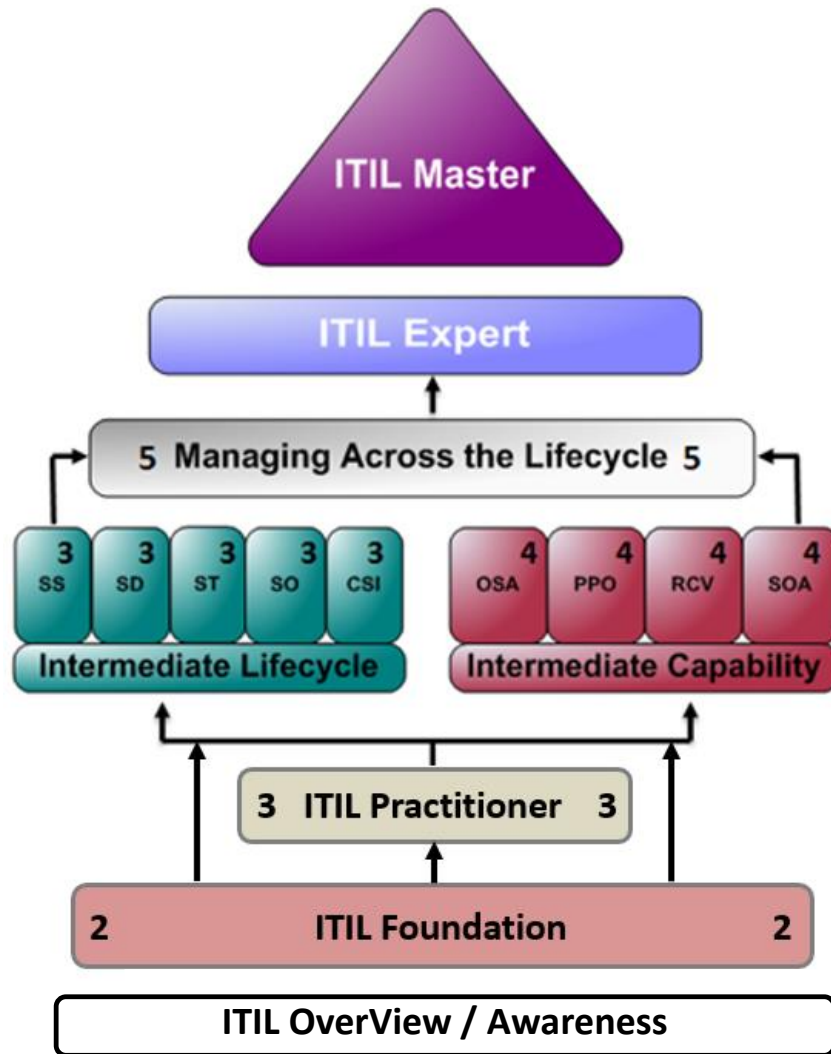 ITIL Master
ITIL Expert
5 Managing Across the Lifecycle 5
3 3 3 3 3
SS SD ST SO CSI
Intermediate Lifecycle
4 4 4 4
OSA PPO RCV SOA
Intermediate Capability
3 ITIL Practitioner 3
2 ITIL Foundation 2
ITIL OverView / Awareness